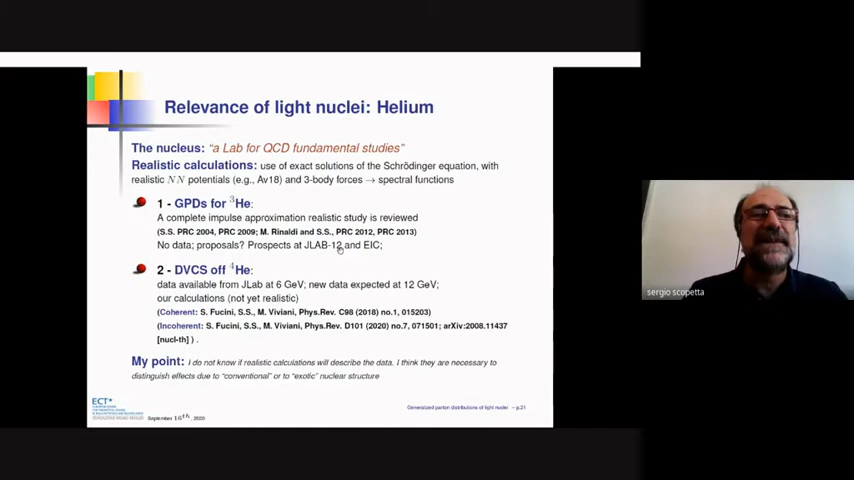 Relevance of light nuclei: Helium
The nucleus: "a Lab for QCD fundamental studies"
Realistic calculations: use of exact solutions of the Schrödinger equation, with
realistic NN potentials (e.g., Av18) and 3-body forces → spectral functions
1 - GPDs for ³He:
A complete impulse approximation realistic study is reviewed
(S.S. PRC 2004, PRC 2009; M. Rinaldi and S.S., PRC 2012, PRC 2013)
No data; proposals? Prospects at JLAB-12 and EIC;
2 - DVCS off ⁴He:
data available from JLab at 6 GeV; new data expected at 12 GeV;
our calculations (not yet realistic)
(Coherent: S. Fucini, S.S., M. Viviani, Phys.Rev. C98 (2018) no.1, 015203)
(Incoherent: S. Fucini, S.S., M. Viviani, Phys.Rev. D101 (2020) no.7, 071501; arXiv:2008.11437
[nucl-th] ) .
My point: I do not know if realistic calculations will describe the data. I think they are necessary to
distinguish effects due to "conventional" or to "exotic" nuclear structure
ECT*
September 16th, 2020
Generalized parton distributions of light nuclei – p.21
sergio scopetta